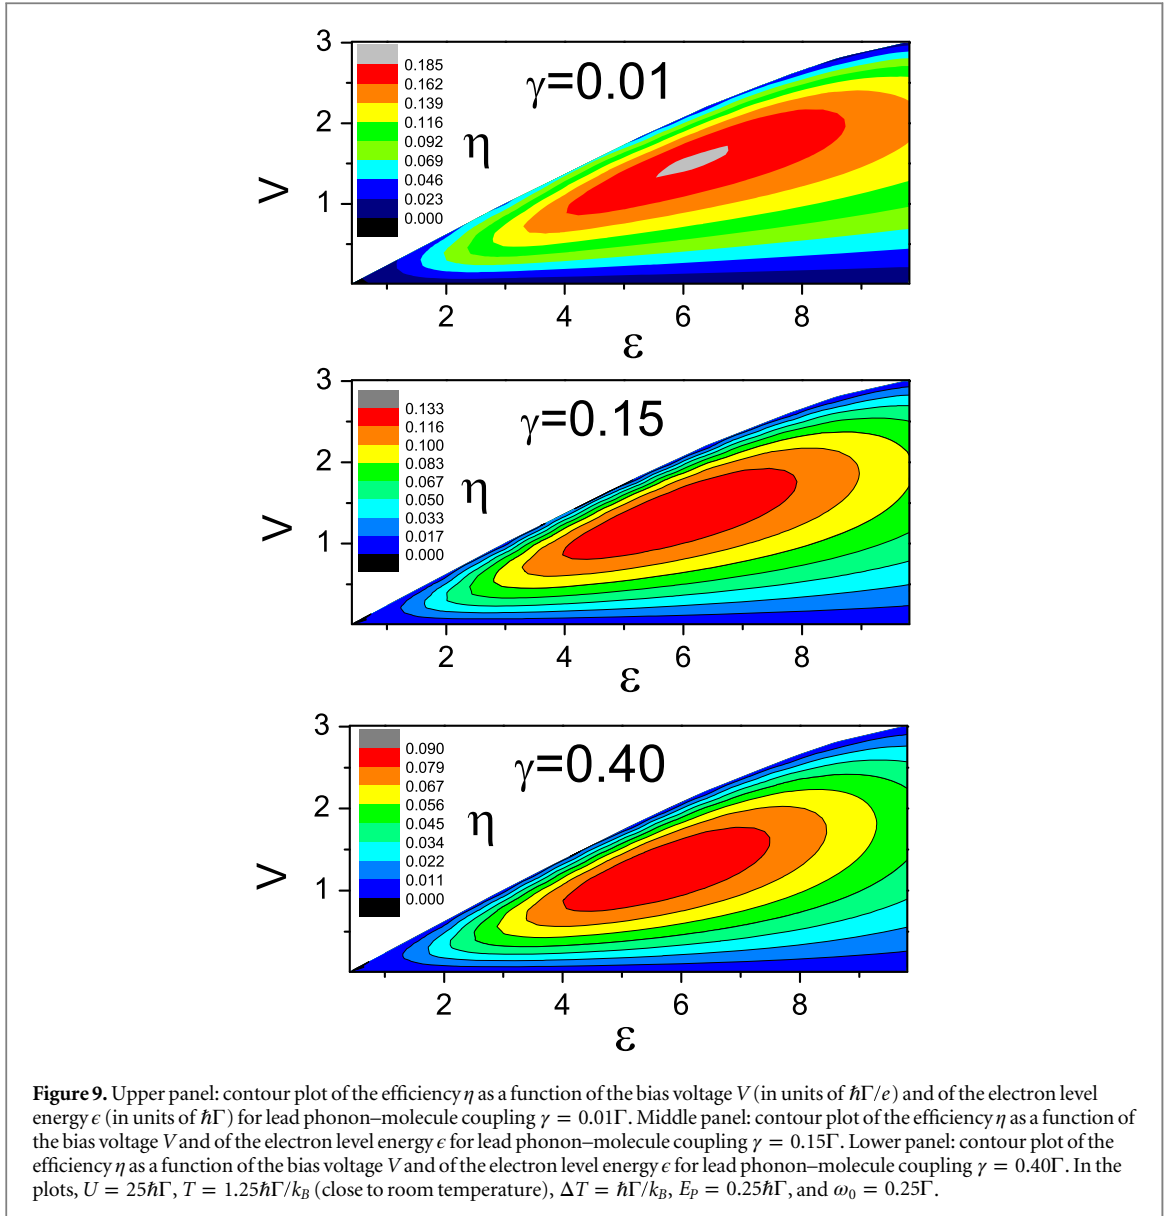 3
2
1
V
0.185
0.162
0.139
0.116
0.092
0.069
0.046
0.023
0.000
η
γ=0.01
2 4 6 8
ε
3
2
1
V
0.133
0.116
0.100
0.083
0.067
0.050
0.033
0.017
0.000
η
γ=0.15
2 4 6 8
ε
3
2
1
V
0.090
0.079
0.067
0.056
0.045
0.034
0.022
0.011
0.000
η
γ=0.40
2 4 6 8
ε
Figure 9. Upper panel: contour plot of the efficiency η as a function of the bias voltage V (in units of ℏΓ/e) and of the electron level
energy ϵ (in units of ℏΓ) for lead phonon–molecule coupling γ = 0.01Γ. Middle panel: contour plot of the efficiency η as a function of
the bias voltage V and of the electron level energy ϵ for lead phonon–molecule coupling γ = 0.15Γ. Lower panel: contour plot of the
efficiency η as a function of the bias voltage V and of the electron level energy ϵ for lead phonon–molecule coupling γ = 0.40Γ. In the
plots, U = 25ℏΓ, T = 1.25ℏΓ/k_B (close to room temperature), ΔT = ℏΓ/k_B, E_P = 0.25ℏΓ, and ω₀ = 0.25Γ.